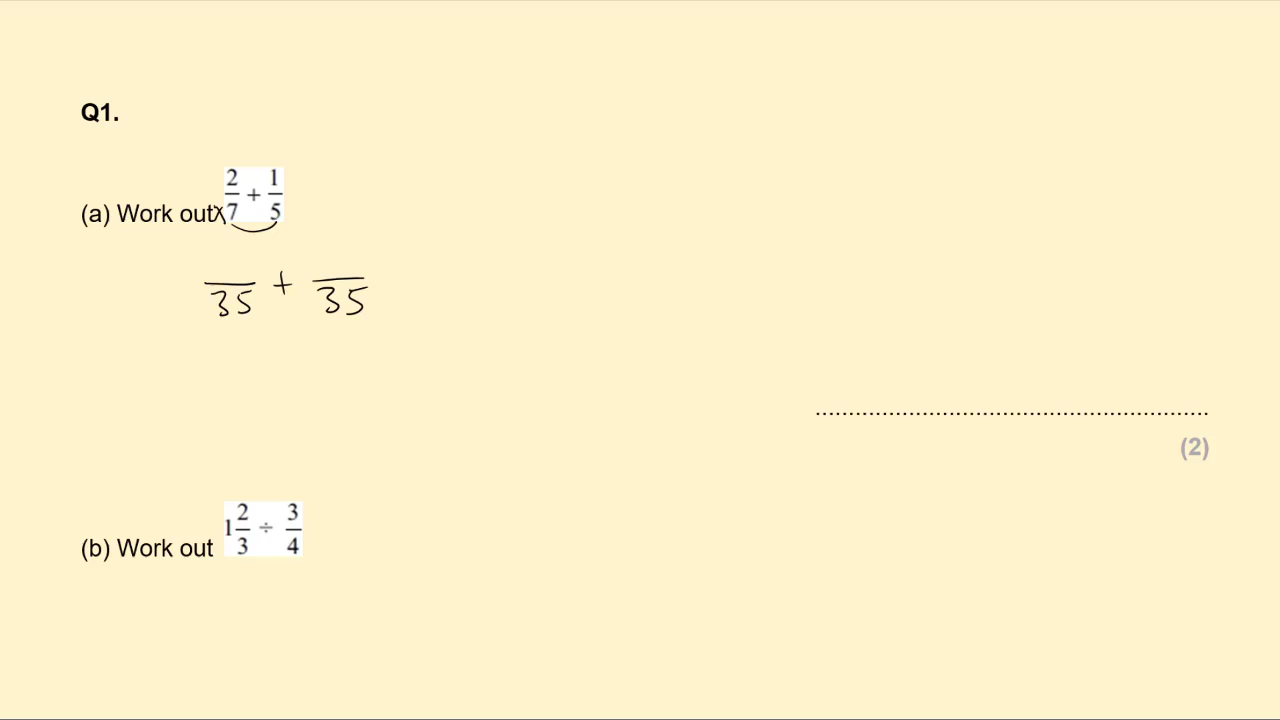 Q1.
(a) Work out 2/7 + 1/5
×
/35 + /35
............................................................
(2)
(b) Work out 1 2/3 ÷ 3/4